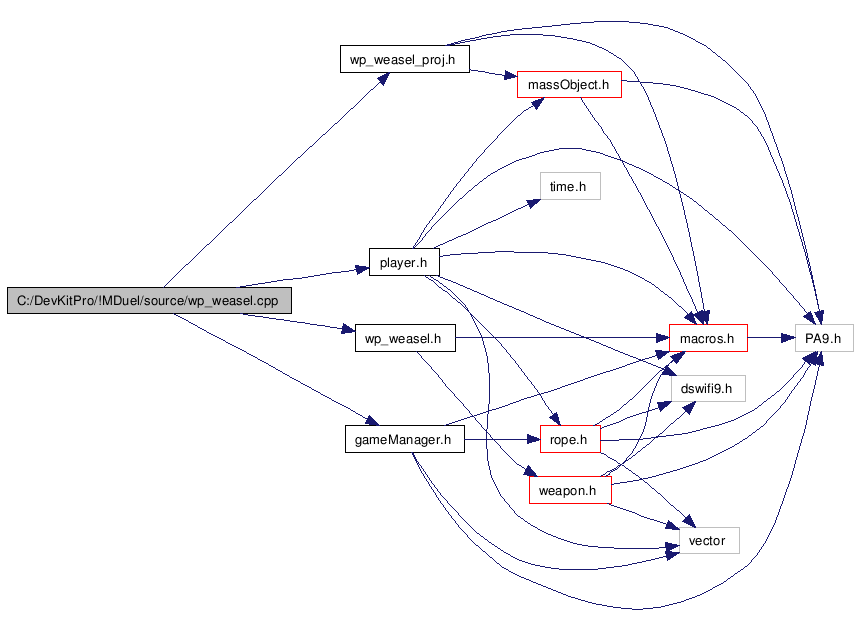 wp_weasel_proj.h
massObject.h
time.h
player.h
C:/DevKitPro/!MDuel/source/wp_weasel.cpp
wp_weasel.h
macros.h
PA9.h
dswifi9.h
gameManager.h
rope.h
weapon.h
vector